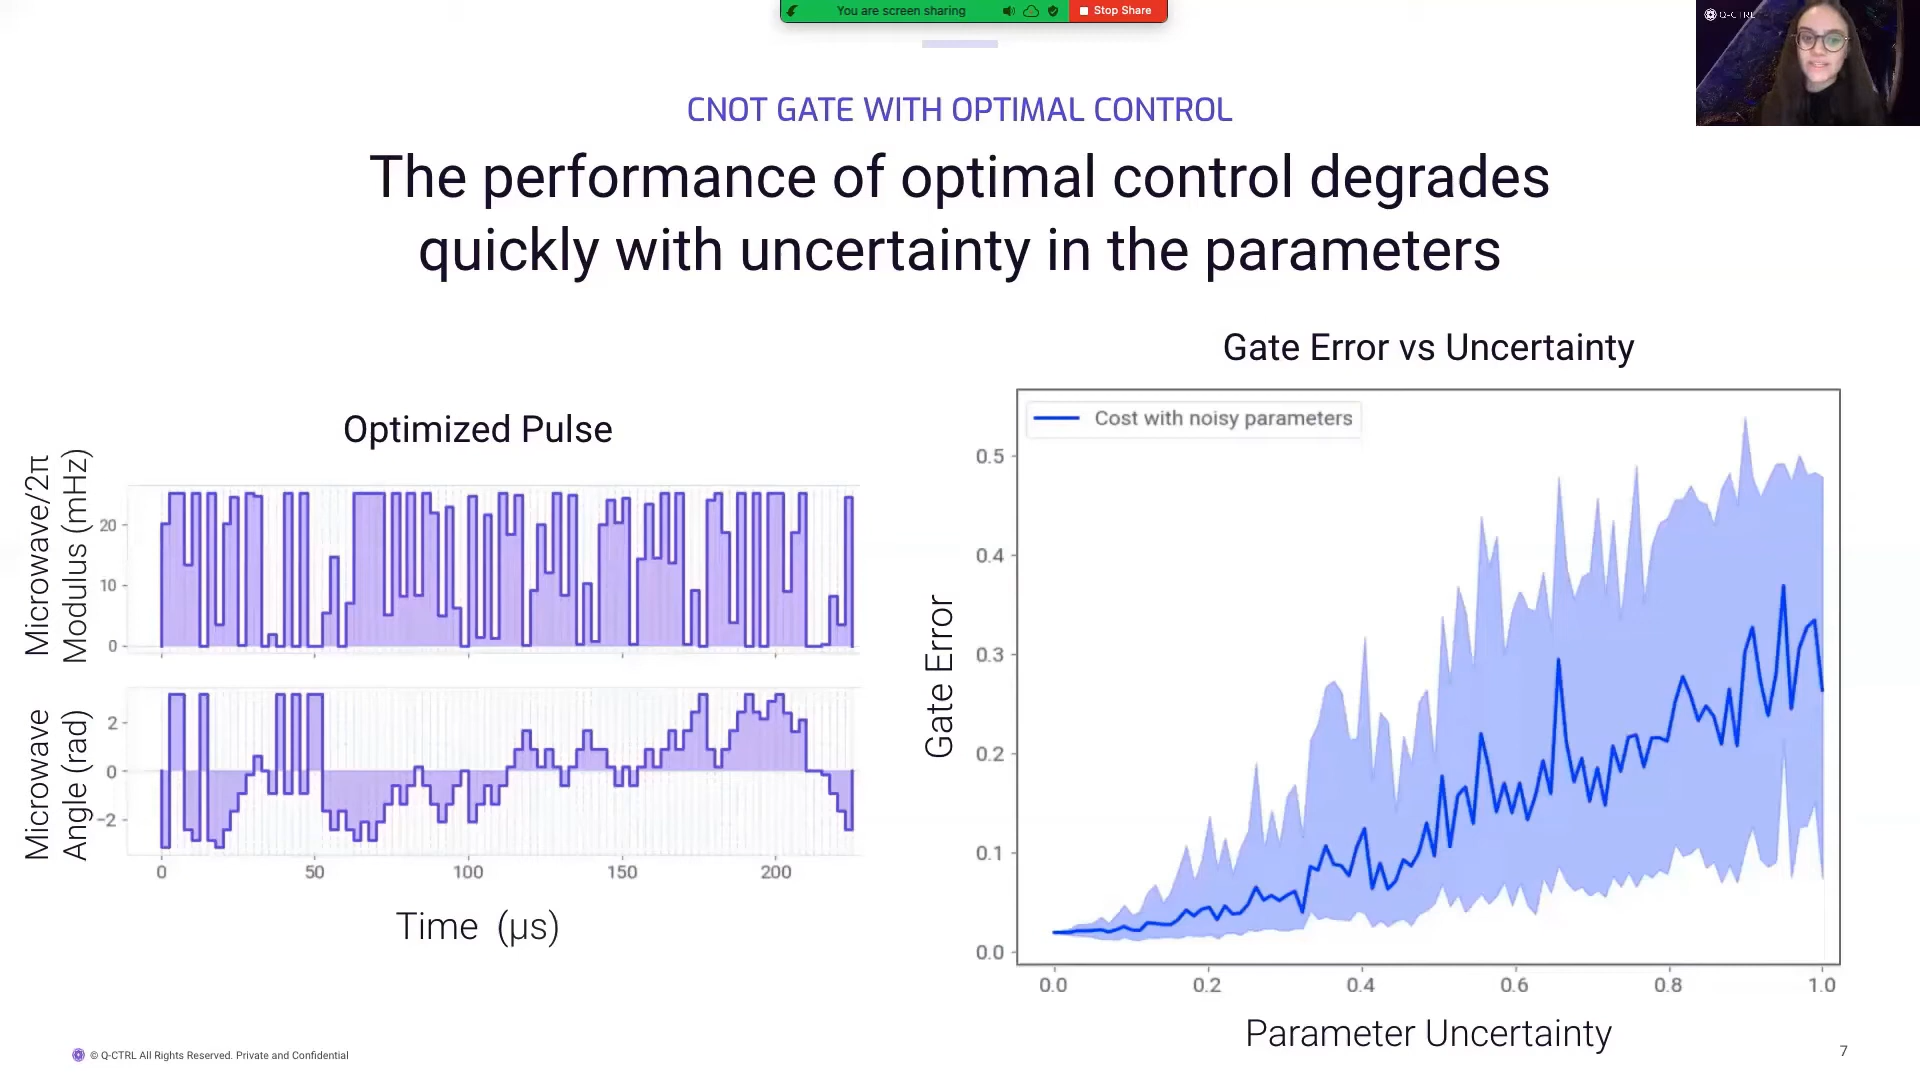 You are screen sharing
Stop Share
Q-CTRL
CNOT GATE WITH OPTIMAL CONTROL
The performance of optimal control degrades
quickly with uncertainty in the parameters
Optimized Pulse
Microwave/2π
Modulus (mHz)
20
10
0
Microwave
Angle (rad)
2
0
−2
0 50 100 150 200
Time (µs)
Gate Error vs Uncertainty
Cost with noisy parameters
Gate Error
0.5
0.4
0.3
0.2
0.1
0.0
0.0 0.2 0.4 0.6 0.8 1.0
Parameter Uncertainty
© Q-CTRL All Rights Reserved. Private and Confidential
7